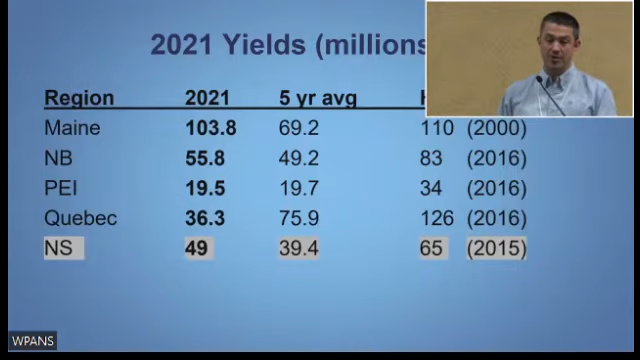 2021 Yields (millions
Region 2021 5 yr avg
Maine 103.8 69.2 110 (2000)
NB 55.8 49.2 83 (2016)
PEI 19.5 19.7 34 (2016)
Quebec 36.3 75.9 126 (2016)
NS 49 39.4 65 (2015)
WPANS